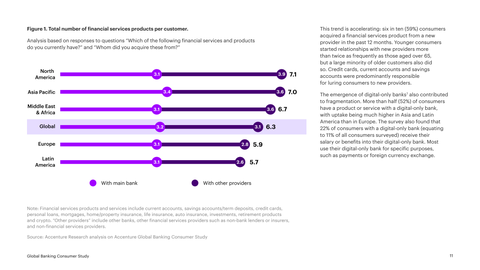 Figure 1. Total number of financial services products per customer.
Analysis based on responses to questions "Which of the following financial services and products
do you currently have?" and "Whom did you acquire these from?"
North
America
3.1
3.9
7.1
Asia Pacific
3.4
3.6
7.0
Middle East
& Africa
3.1
3.6
6.7
Global
3.2
3.1
6.3
Europe
3.1
2.8
5.9
Latin
America
3.1
2.6
5.7
With main bank
With other providers
Note: Financial services products and services include current accounts, savings accounts/term deposits, credit cards,
personal loans, mortgages, home/property insurance, life insurance, auto insurance, investments, retirement products
and crypto. "Other providers" include other banks, other financial services providers such as non-bank lenders or insurers,
and non-financial services providers.
Source: Accenture Research analysis on Accenture Global Banking Consumer Study
This trend is accelerating: six in ten (59%) consumers
acquired a financial services product from a new
provider in the past 12 months. Younger consumers
started relationships with new providers more
than twice as frequently as those aged over 65,
but a large minority of older customers also did
so. Credit cards, current accounts and savings
accounts were predominantly responsible
for luring consumers to new providers.
The emergence of digital-only banks' also contributed
to fragmentation. More than half (52%) of consumers
have a product or service with a digital-only bank,
with uptake being much higher in Asia and Latin
America than in Europe. The survey also found that
22% of customers with a digital-only bank (equating
to 11% of all consumers surveyed) receive their
salary or benefits into their digital-only bank. Most
use their digital-only bank for specific purposes,
such as payments or foreign currency exchange.
Global Banking Consumer Study
11